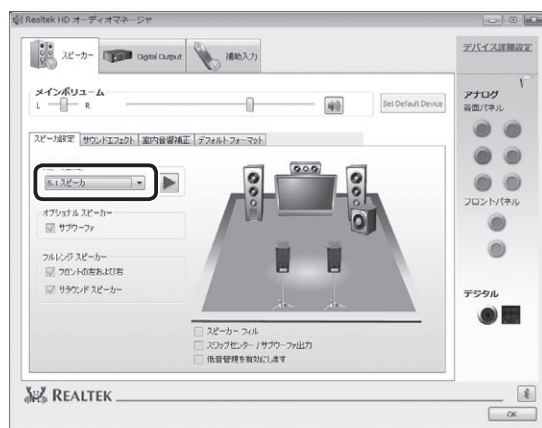 Realtek HD オーディオマネージャ
スピーカー
Digital Output
補助入力
デバイス詳細設定
メインボリューム
L
R
Set Default Device
アナログ
背面パネル
スピーカ設定
サウンドエフェクト
室内音響補正
デフォルトフォーマット
5.1スピーカ
オプショナル スピーカー
サブウーファ
フルレンジ スピーカー
フロントの左および右
サラウンド スピーカー
フロントパネル
デジタル
スピーカー フィル
スワップセンター / サブウーファ出力
低音管理を有効にします
REALTEK
OK